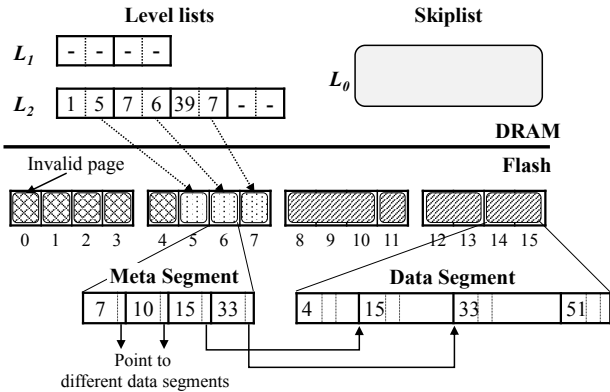 Level lists Skiplist
L1 - - - -
L0
L2 1 5 7 6 39 7 - -
DRAM
Flash
Invalid page
0 1 2 3 4 5 6 7 8 9 10 11 12 13 14 15
Meta Segment Data Segment
7 10 15 33 4 15 33 51
Point to
different data segments